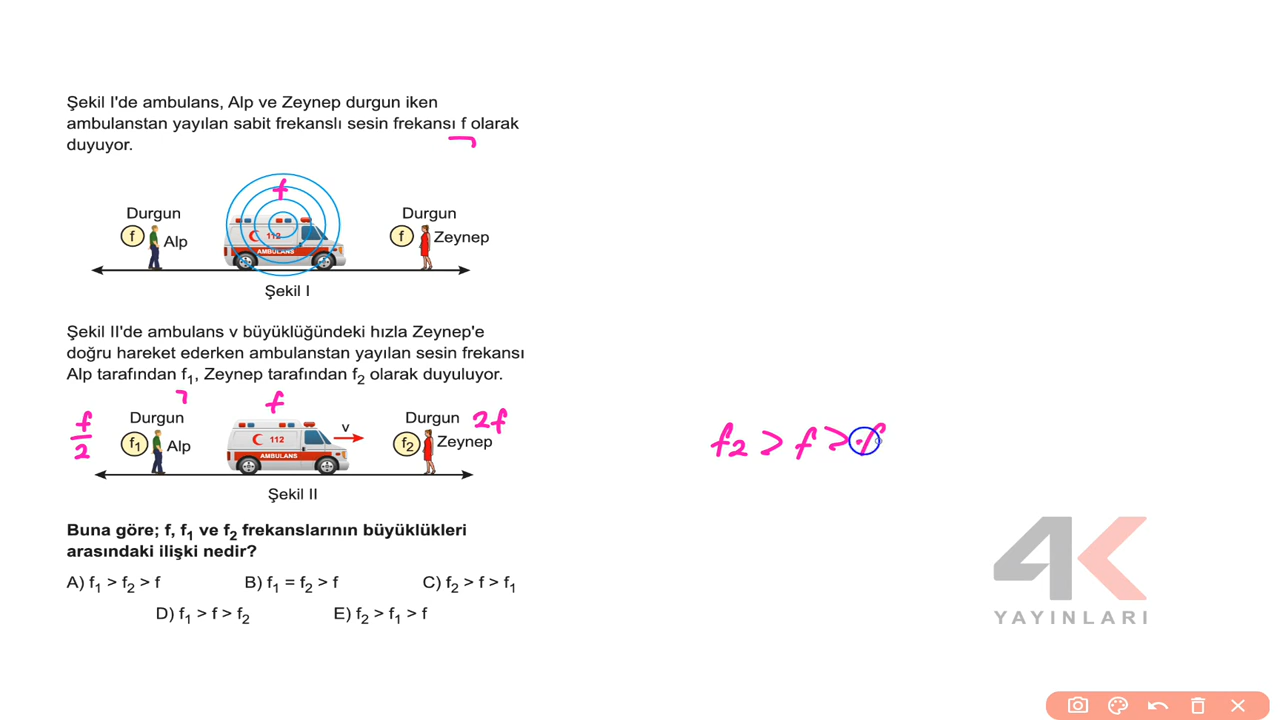 Şekil I'de ambulans, Alp ve Zeynep durgun iken
ambulanstan yayılan sabit frekanslı sesin frekansı f olarak
duyuyor.
f
Durgun
Durgun
f
Alp
112
AMBULANS
f
Zeynep
Şekil I
Şekil II'de ambulans v büyüklüğündeki hızla Zeynep'e
doğru hareket ederken ambulanstan yayılan sesin frekansı
Alp tarafından f₁, Zeynep tarafından f₂ olarak duyuluyor.
f/2
Durgun
f
v
Durgun
2f
f₁
Alp
112
AMBULANS
f₂
Zeynep
f₂ > f > f
Şekil II
Buna göre; f, f₁ ve f₂ frekanslarının büyüklükleri
arasındaki ilişki nedir?
A) f₁ > f₂ > f B) f₁ = f₂ > f C) f₂ > f > f₁
D) f₁ > f > f₂ E) f₂ > f₁ > f
4K
YAYINLARI